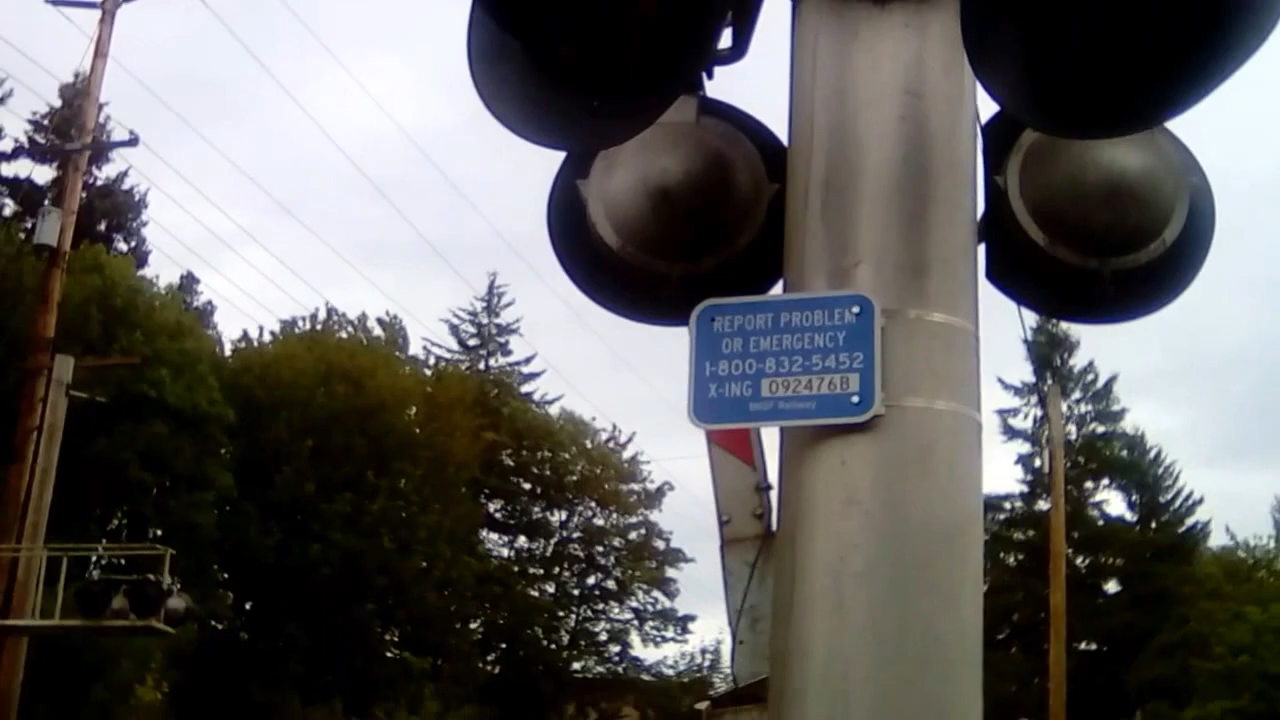 REPORT PROBLEM
OR EMERGENCY
1-800-832-5452
X-ING 092476B
BNSF Railway